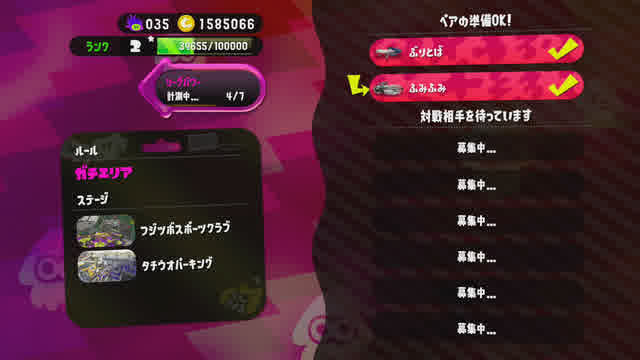 035
1585066
ランク 2★ 39655/100000
リーグパワー
計測中... 4/7
ルール
ガチエリア
ステージ
フジツボスポーツクラブ
タチウオパーキング
ペアの準備OK!
ぷりとば
ふみふみ
対戦相手を待っています
募集中...
募集中...
募集中...
募集中...
募集中...
募集中...